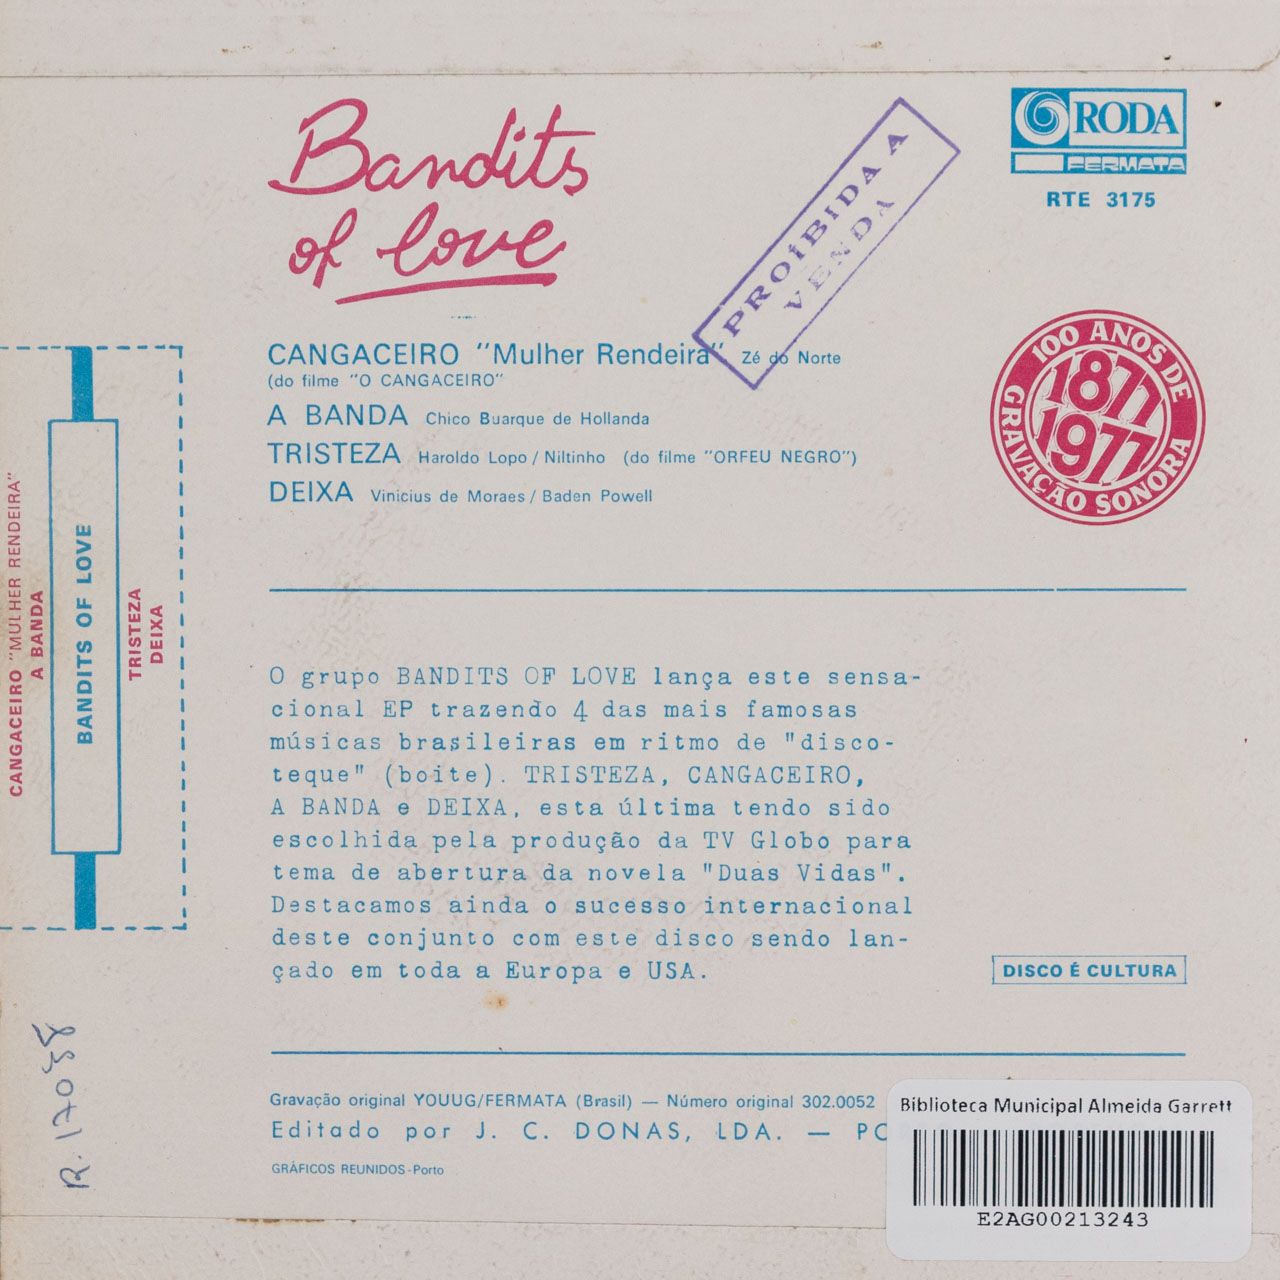 Bandits
of love
PROÍBIDA A
VENDA
RODA
FERMATA
RTE 3175
CANGACEIRO "Mulher Rendeira" Zé do Norte
(do filme "O CANGACEIRO"
A BANDA Chico Buarque de Hollanda
TRISTEZA Haroldo Lopo / Niltinho (do filme "ORFEU NEGRO")
DEIXA Vinicius de Moraes / Baden Powell
100 ANOS DE
GRAVAÇÃO SONORA
1877
1977
CANGACEIRO "MULHER RENDEIRA"
A BANDA
BANDITS OF LOVE
TRISTEZA
DEIXA
O grupo BANDITS OF LOVE lança este sensa-
cional EP trazendo 4 das mais famosas
músicas brasileiras em ritmo de "disco-
teque" (boite). TRISTEZA, CANGACEIRO,
A BANDA e DEIXA, esta última tendo sido
escolhida pela produção da TV Globo para
tema de abertura da novela "Duas Vidas".
Destacamos ainda o sucesso internacional
deste conjunto com este disco sendo lan-
çado em toda a Europa e USA.
DISCO É CULTURA
R. 17038
Gravação original YOUUG/FERMATA (Brasil) — Número original 302.0052
Editado por J. C. DONAS, LDA. —
GRÁFICOS REUNIDOS - Porto
Biblioteca Municipal Almeida Garrett
E2AG00213243